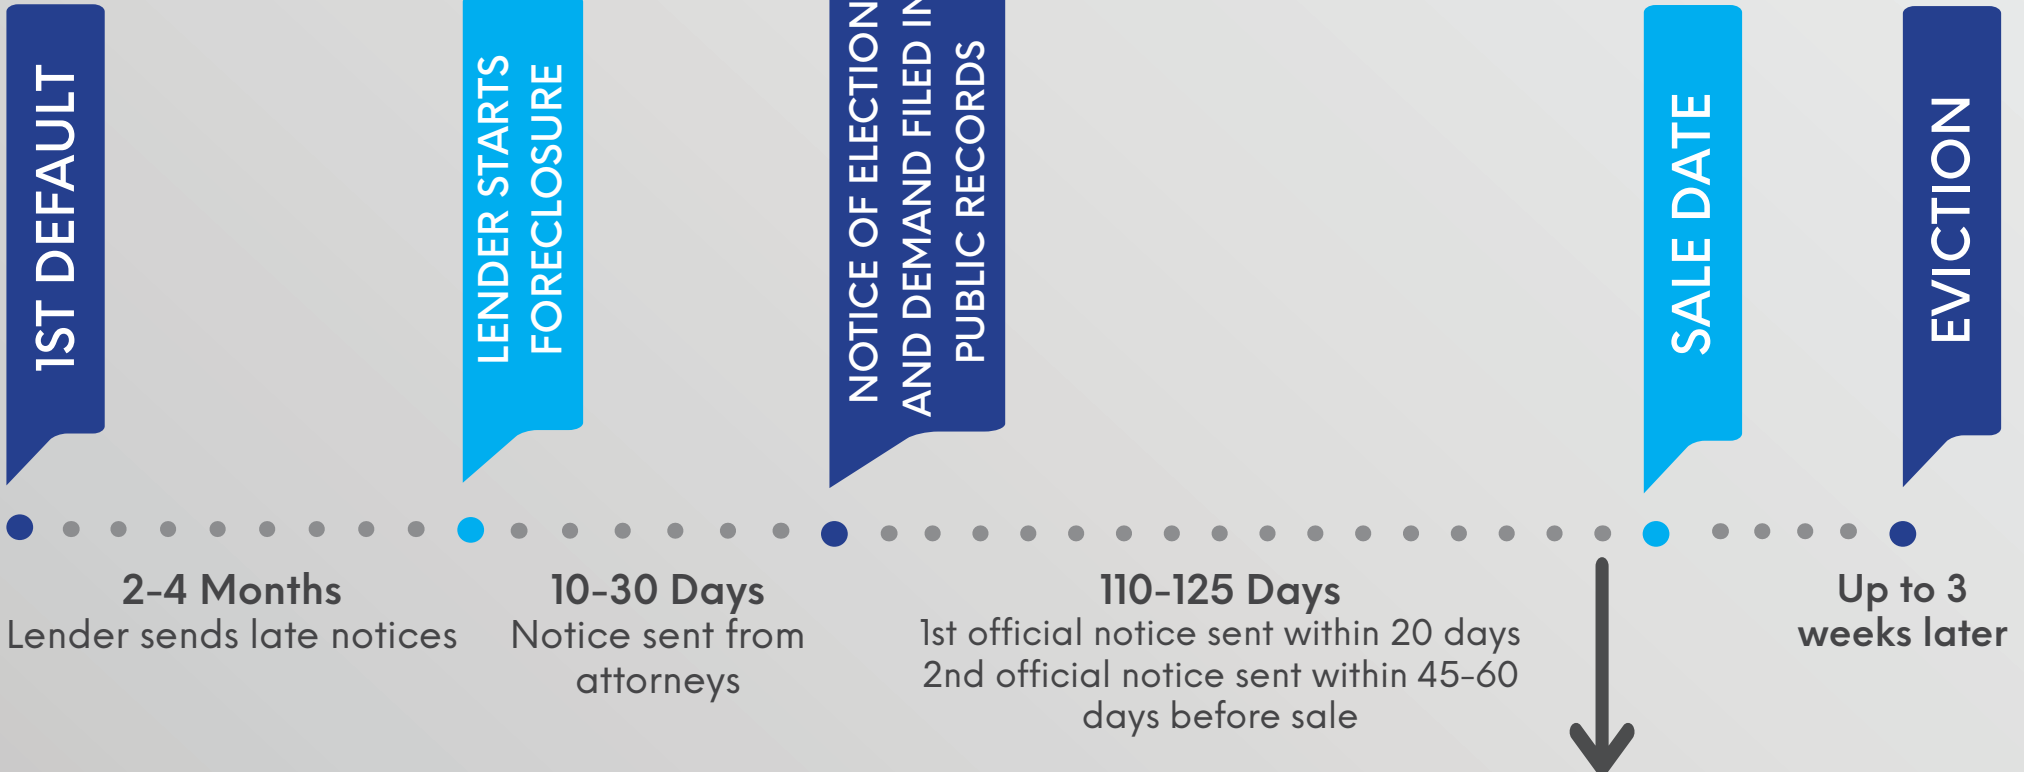 1ST DEFAULT
LENDER STARTS
FORECLOSURE
NOTICE OF ELECTION
AND DEMAND FILED IN
PUBLIC RECORDS
SALE DATE
EVICTION
2-4 Months
Lender sends late notices
10-30 Days
Notice sent from
attorneys
110-125 Days
1st official notice sent within 20 days
2nd official notice sent within 45-60
days before sale
Up to 3
weeks later